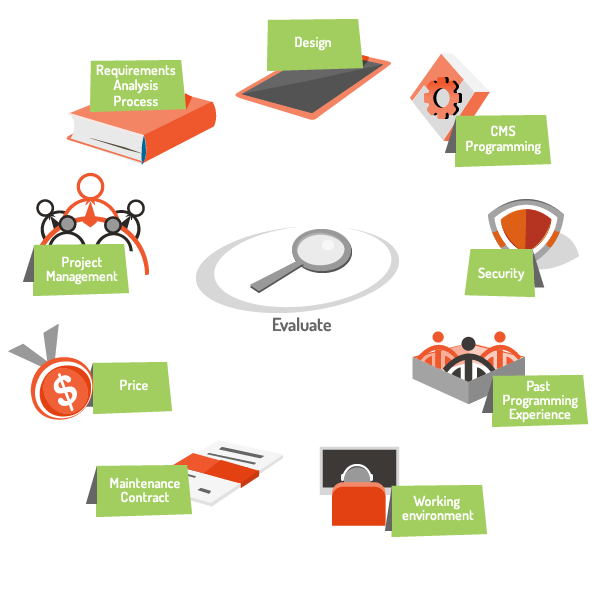 Design
Requirements
Analysis
Process
CMS
Programming
Project
Management
Security
Evaluate
Price
$
Past
Programming
Experience
Maintenance
Contract
Working
environment